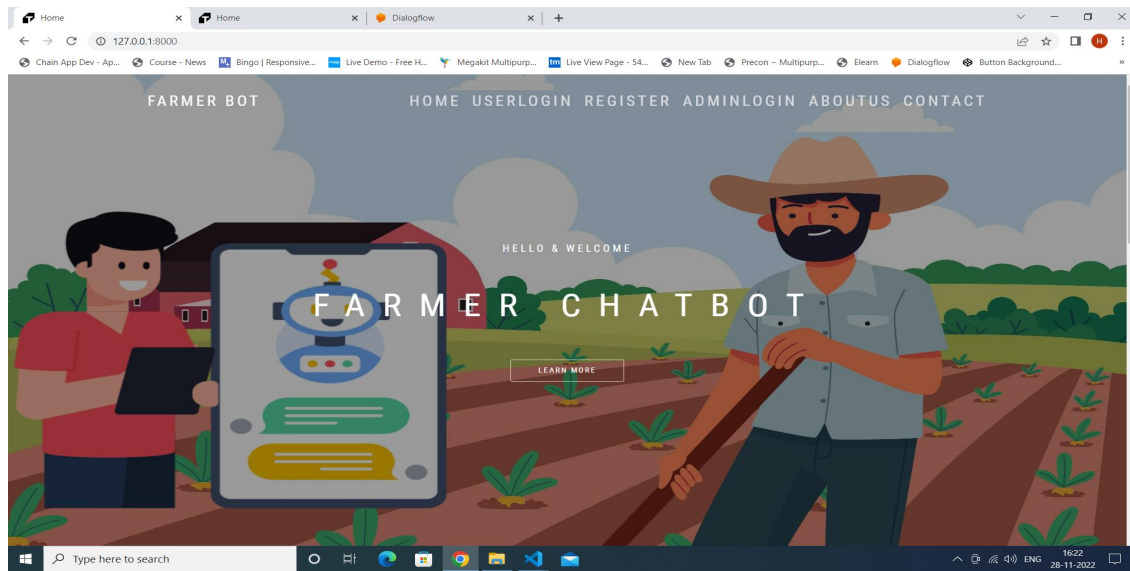 Home
Home
Dialogflow
127.0.0.1:8000
Chain App Dev - Ap... Course - News Bingo | Responsive... Live Demo - Free H... Megakit Multipurp... tm Live View Page - 54... New Tab Precon – Multipurp... Elearn Dialogflow Button Background... »
FARMER BOT HOME USERLOGIN REGISTER ADMINLOGIN ABOUTUS CONTACT
HELLO & WELCOME
FARMER CHATBOT
LEARN MORE
Type here to search
ENG
16:22
28-11-2022